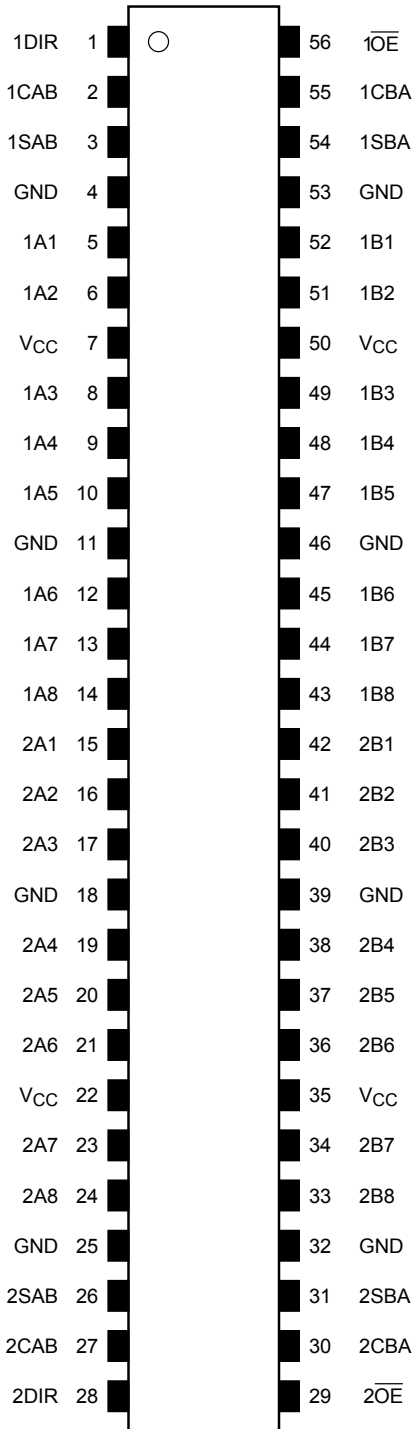 1DIR 1 56 1O̅E̅
1CAB 2 55 1CBA
1SAB 3 54 1SBA
GND 4 53 GND
1A1 5 52 1B1
1A2 6 51 1B2
VCC 7 50 VCC
1A3 8 49 1B3
1A4 9 48 1B4
1A5 10 47 1B5
GND 11 46 GND
1A6 12 45 1B6
1A7 13 44 1B7
1A8 14 43 1B8
2A1 15 42 2B1
2A2 16 41 2B2
2A3 17 40 2B3
GND 18 39 GND
2A4 19 38 2B4
2A5 20 37 2B5
2A6 21 36 2B6
VCC 22 35 VCC
2A7 23 34 2B7
2A8 24 33 2B8
GND 25 32 GND
2SAB 26 31 2SBA
2CAB 27 30 2CBA
2DIR 28 29 2O̅E̅